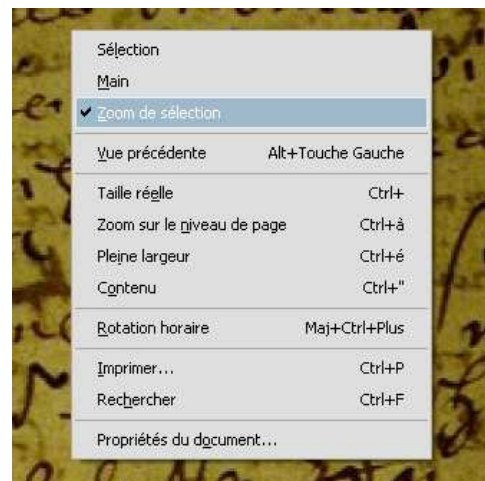 Sélection
Main
Zoom de sélection
Vue précédente Alt+Touche Gauche
Taille réelle Ctrl+
Zoom sur le niveau de page Ctrl+à
Pleine largeur Ctrl+é
Contenu Ctrl+"
Rotation horaire Maj+Ctrl+Plus
Imprimer... Ctrl+P
Rechercher Ctrl+F
Propriétés du document...